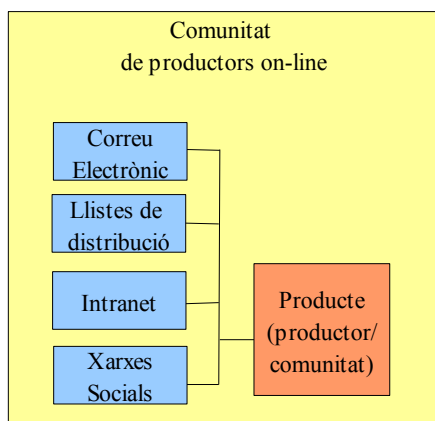 Comunitat
de productors on-line
Correu
Electrònic
Llistes de
distribució
Intranet
Xarxes
Socials
Producte
(productor/
comunitat)